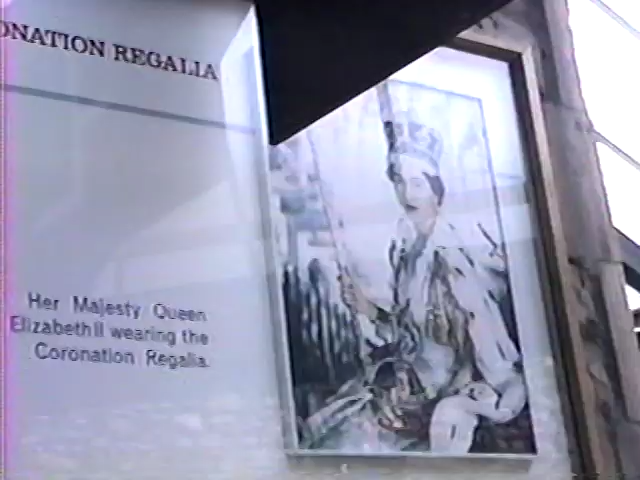 ONATION REGALIA
Her Majesty Queen
Elizabeth II wearing the
Coronation Regalia.